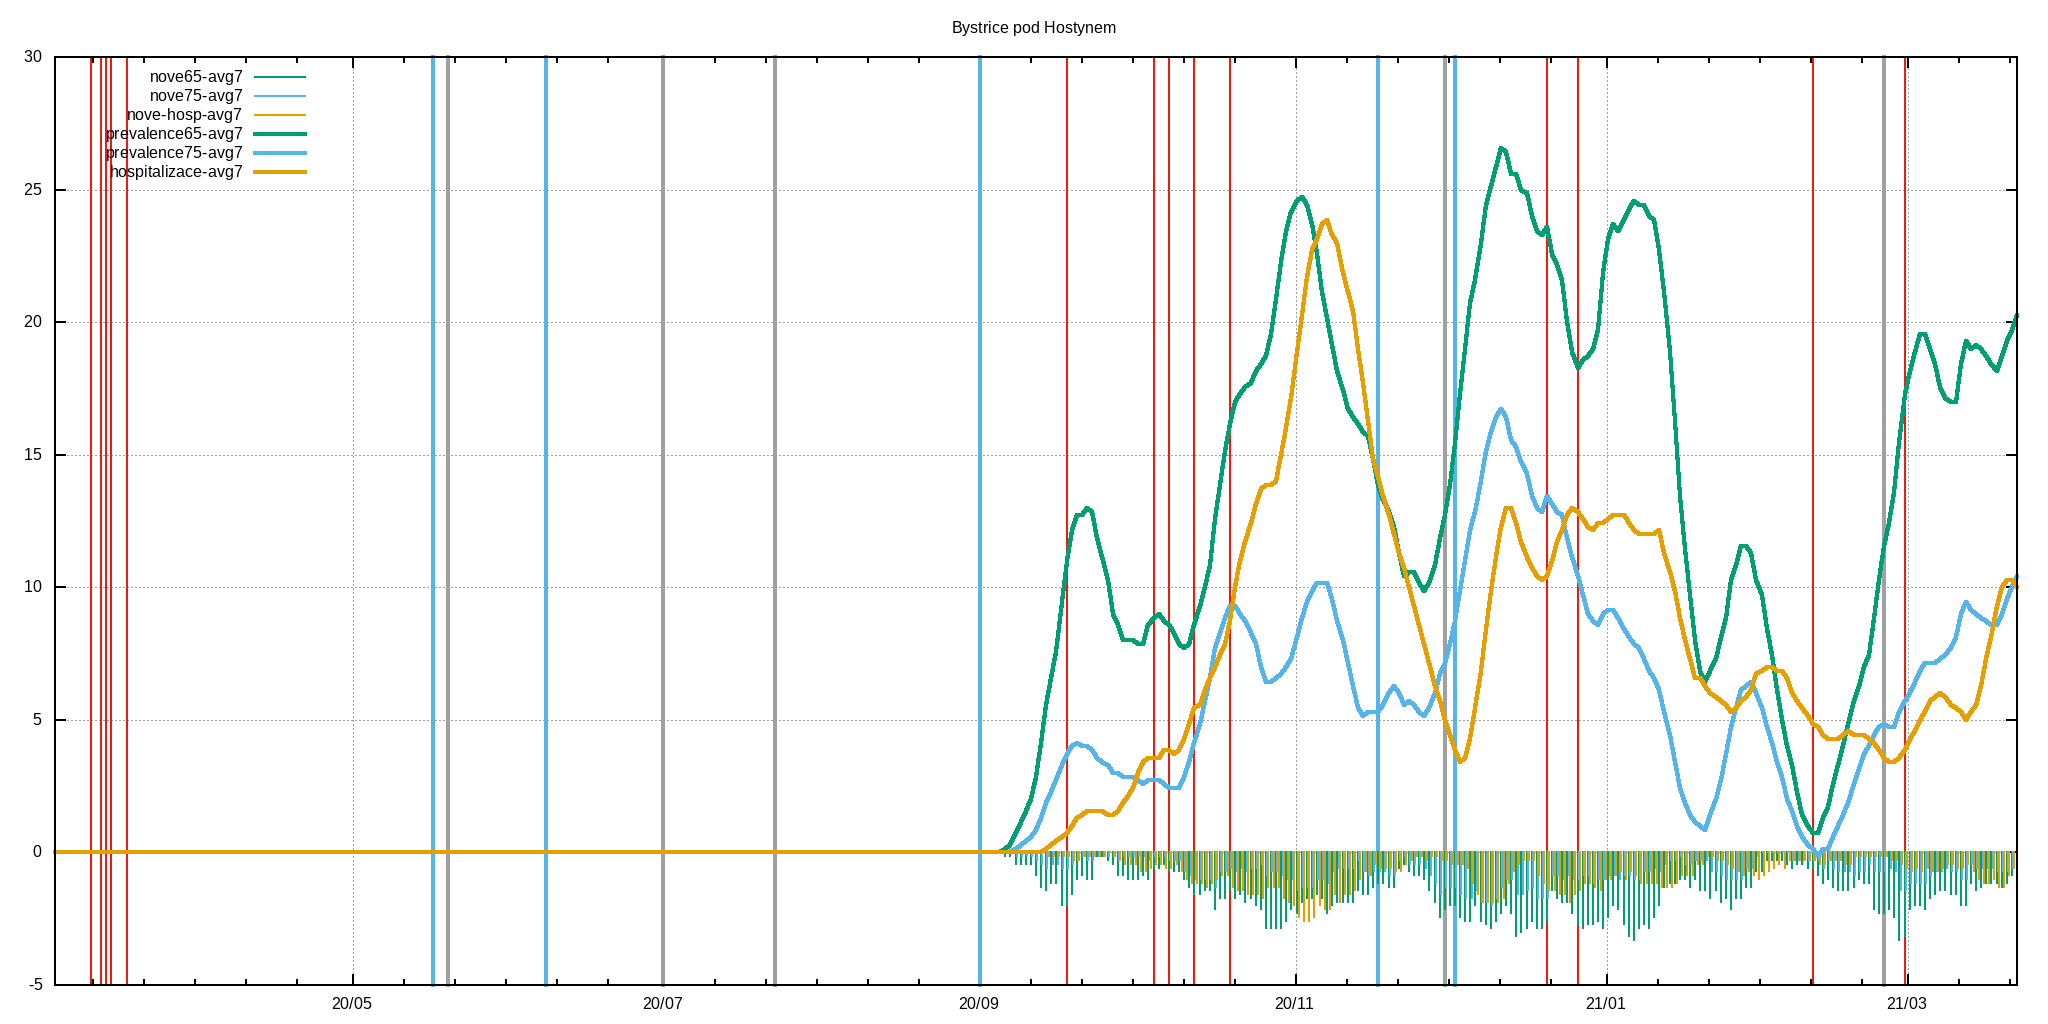 Bystrice pod Hostynem
30
25
20
15
10
5
0
-5
nove65-avg7
nove75-avg7
nove-hosp-avg7
prevalence65-avg7
prevalence75-avg7
hospitalizace-avg7
20/05 20/07 20/09 20/11 21/01 21/03